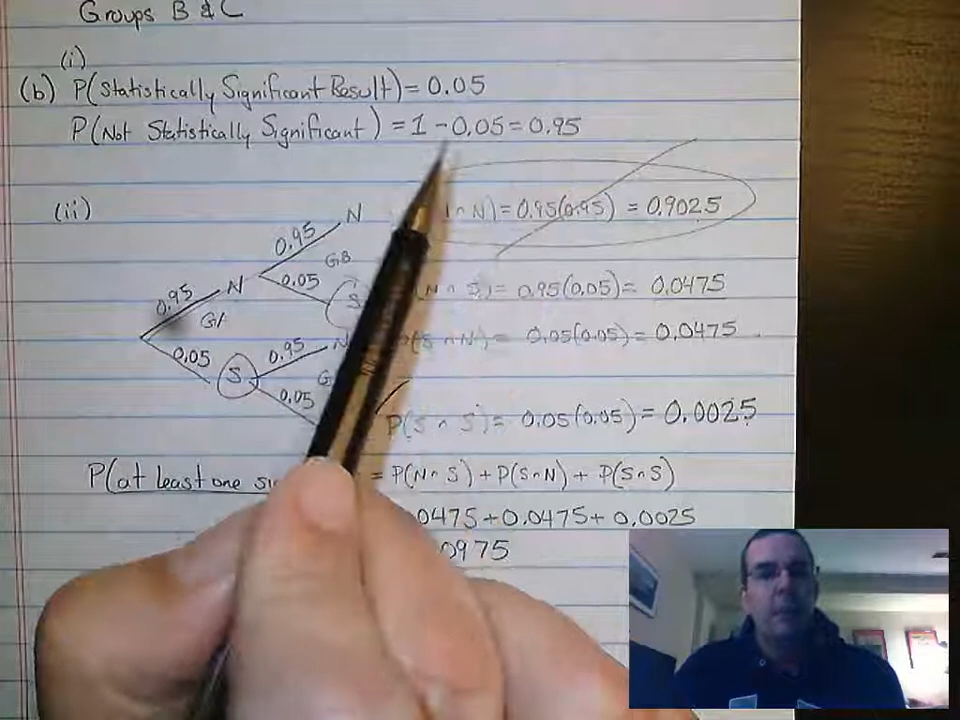 Groups B & C
(i)
(b) P(Statistically Significant Result) = 0.05
P(Not Statistically Significant) = 1 - 0.05 = 0.95
(ii)
0.95 N
∩ N) = 0.95(0.95) = 0.9025
0.05 GB
0.95 N
S
(N ∩ S) = 0.95(0.05) = 0.0475
0.05 S
0.95 N
P(S ∩ N) = 0.05(0.05) = 0.0475
0.05
P(S ∩ S) = 0.05(0.05) = 0.0025
P(at least one = P(N∩S) + P(S∩N) + P(S∩S)
0475 + 0.0475 + 0.0025
0975